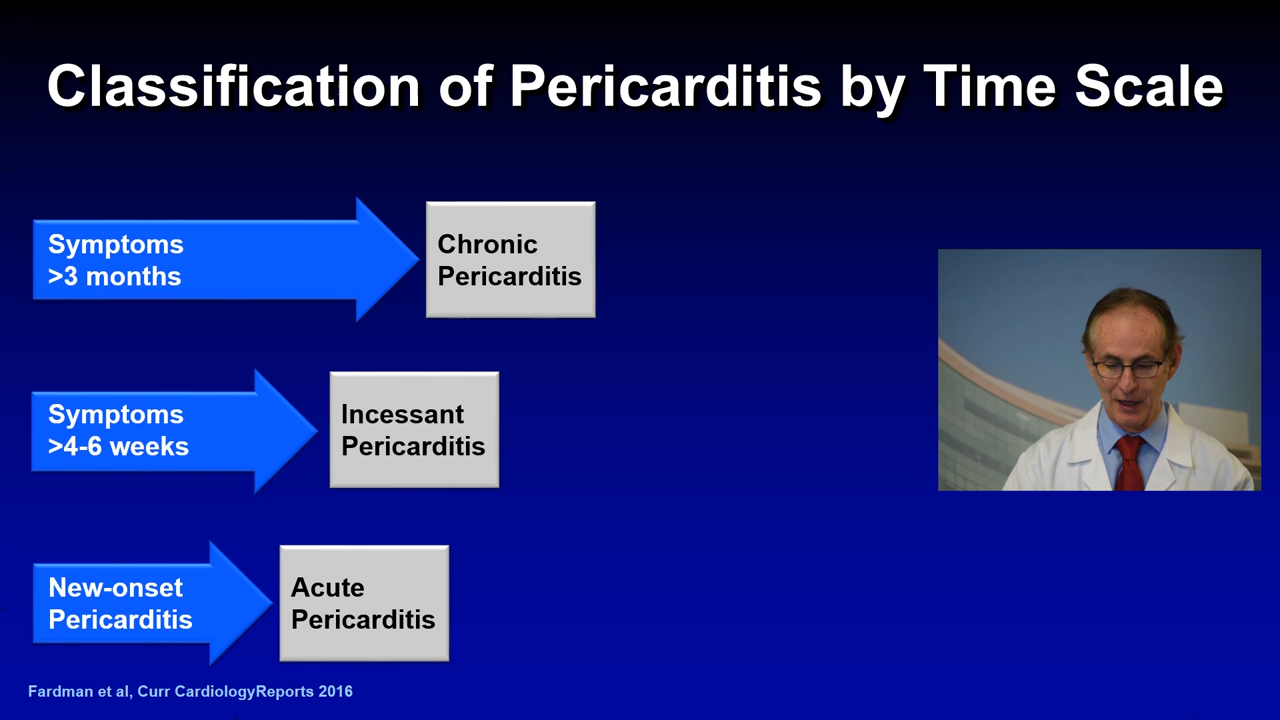 Classification of Pericarditis by Time Scale
Symptoms
>3 months
Chronic
Pericarditis
Symptoms
>4-6 weeks
Incessant
Pericarditis
New-onset
Pericarditis
Acute
Pericarditis
Fardman et al, Curr CardiologyReports 2016